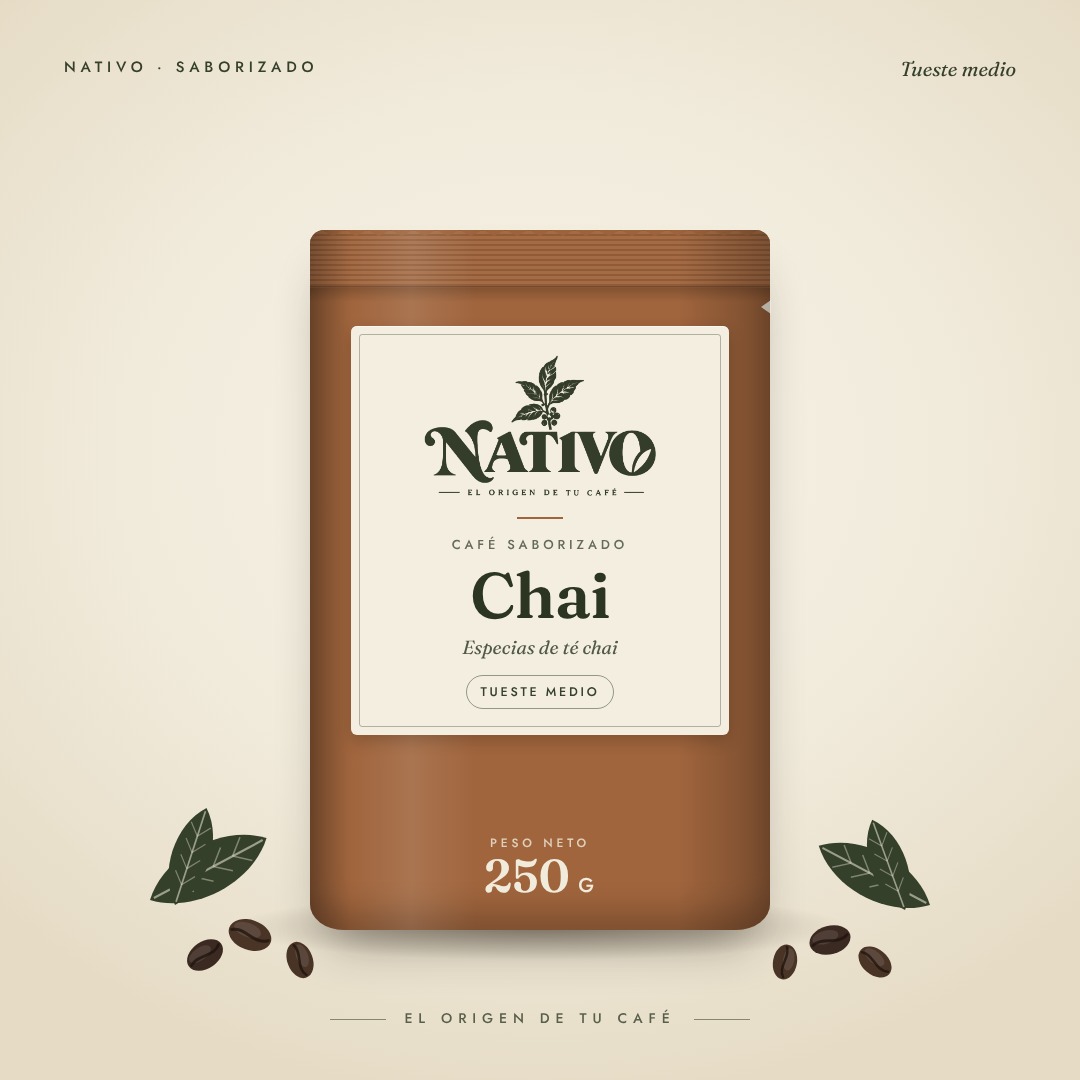 NATIVO · SABORIZADO
Tueste medio
NATIVO
EL ORIGEN DE TU CAFÉ
CAFÉ SABORIZADO
Chai
Especias de té chai
TUESTE MEDIO
PESO NETO
250 G
EL ORIGEN DE TU CAFÉ